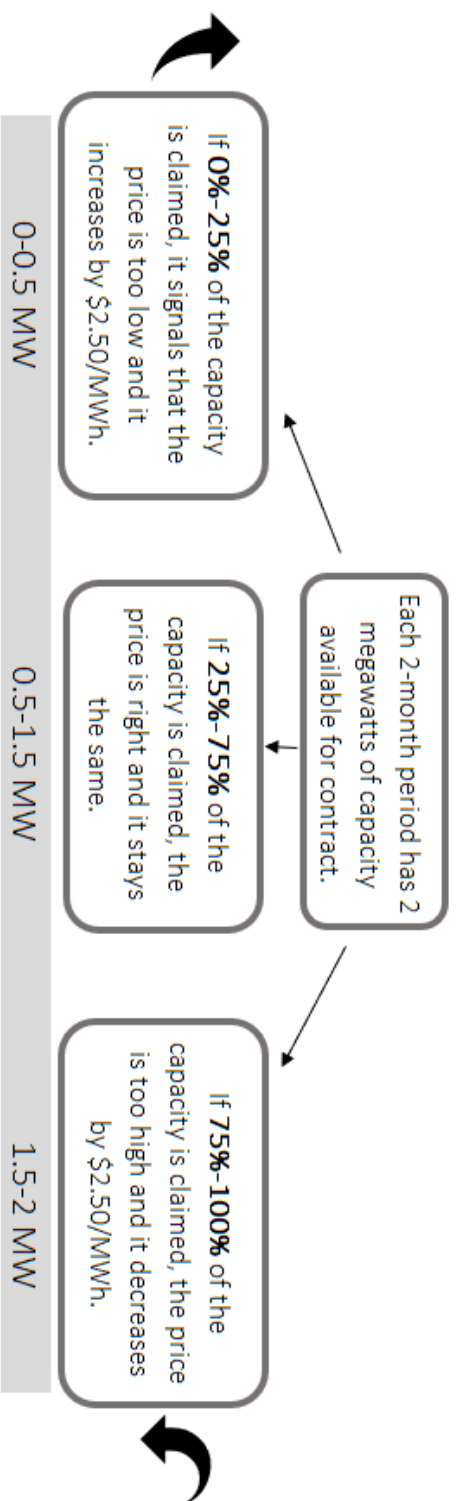 Each 2-month period has 2
megawatts of capacity
available for contract.
If 0%-25% of the capacity
is claimed, it signals that the
price is too low and it
increases by $2.50/MWh.
If 25%-75% of the
capacity is claimed, the
price is right and it stays
the same.
If 75%-100% of the
capacity is claimed, the price
is too high and it decreases
by $2.50/MWh.
0-0.5 MW
0.5-1.5 MW
1.5-2 MW